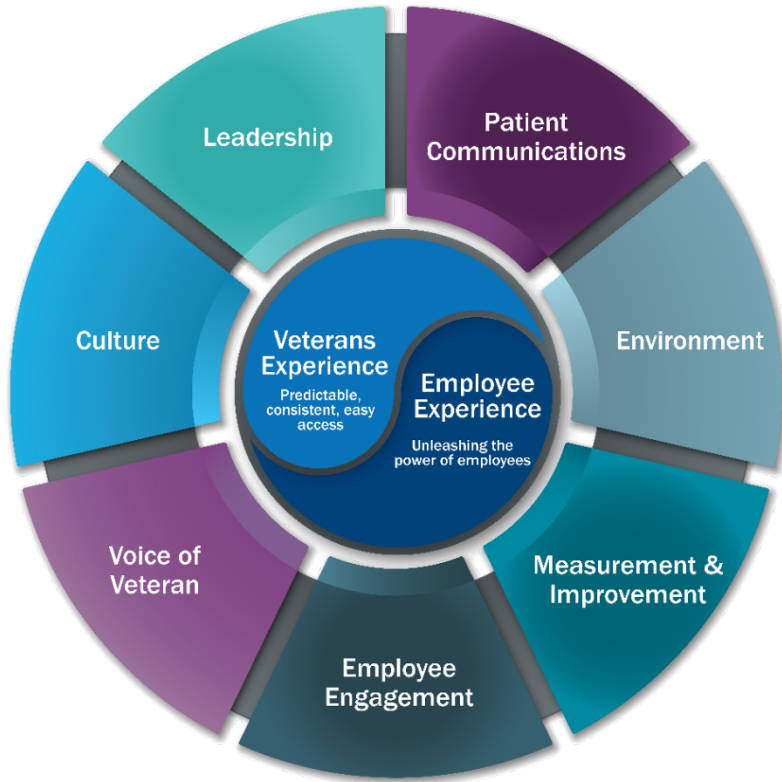 Leadership
Patient
Communications
Culture
Environment
Veterans
Experience
Predictable,
consistent, easy
access
Employee
Experience
Unleashing the
power of employees
Voice of
Veteran
Measurement &
Improvement
Employee
Engagement